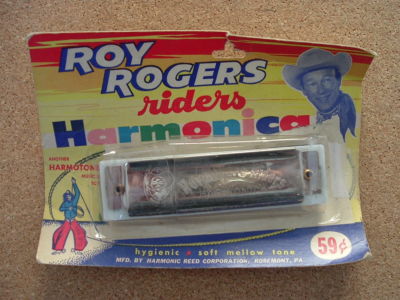 ROY
ROGERS
riders
Harmonica
ANOTHER
HARMOTONE
hygienic ★ soft mellow tone
MFD. BY HARMONIC REED CORPORATION, ROSEMONT, PA.
59¢